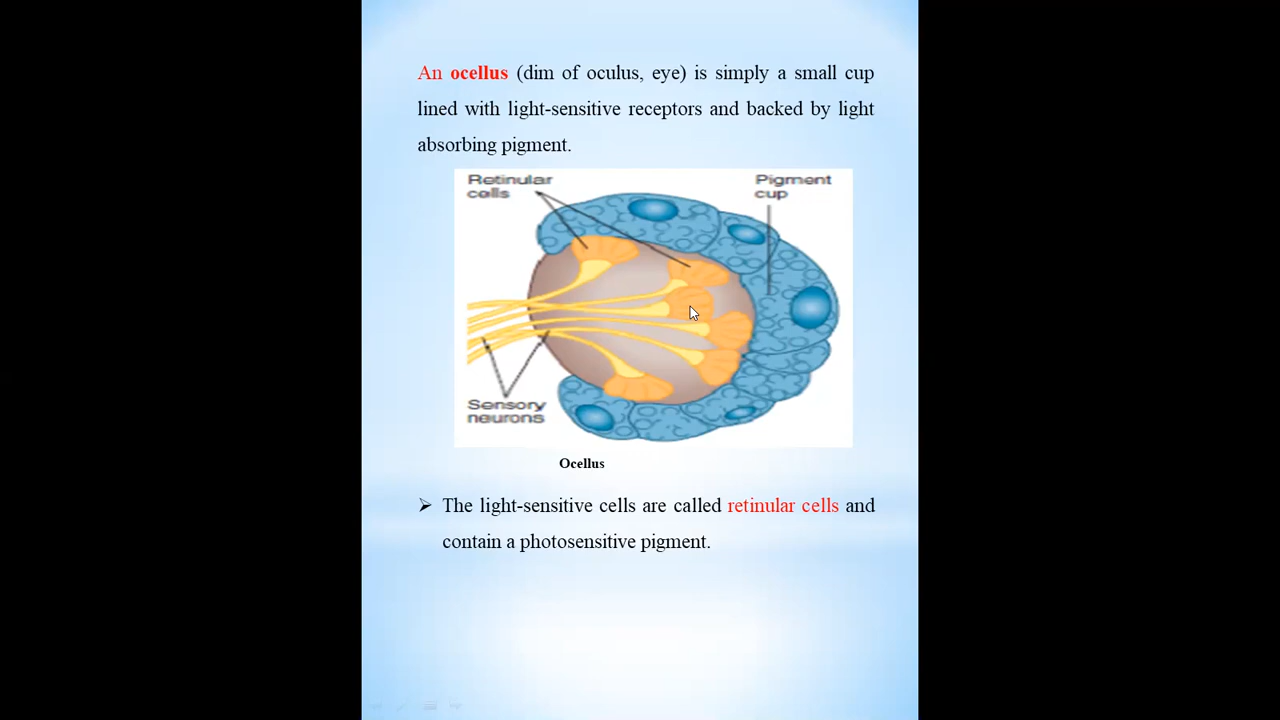 An ocellus (dim of oculus, eye) is simply a small cup
lined with light-sensitive receptors and backed by light
absorbing pigment.
Retinular
cells
Pigment
cup
Sensory
neurons
Ocellus
➢ The light-sensitive cells are called retinular cells and
contain a photosensitive pigment.